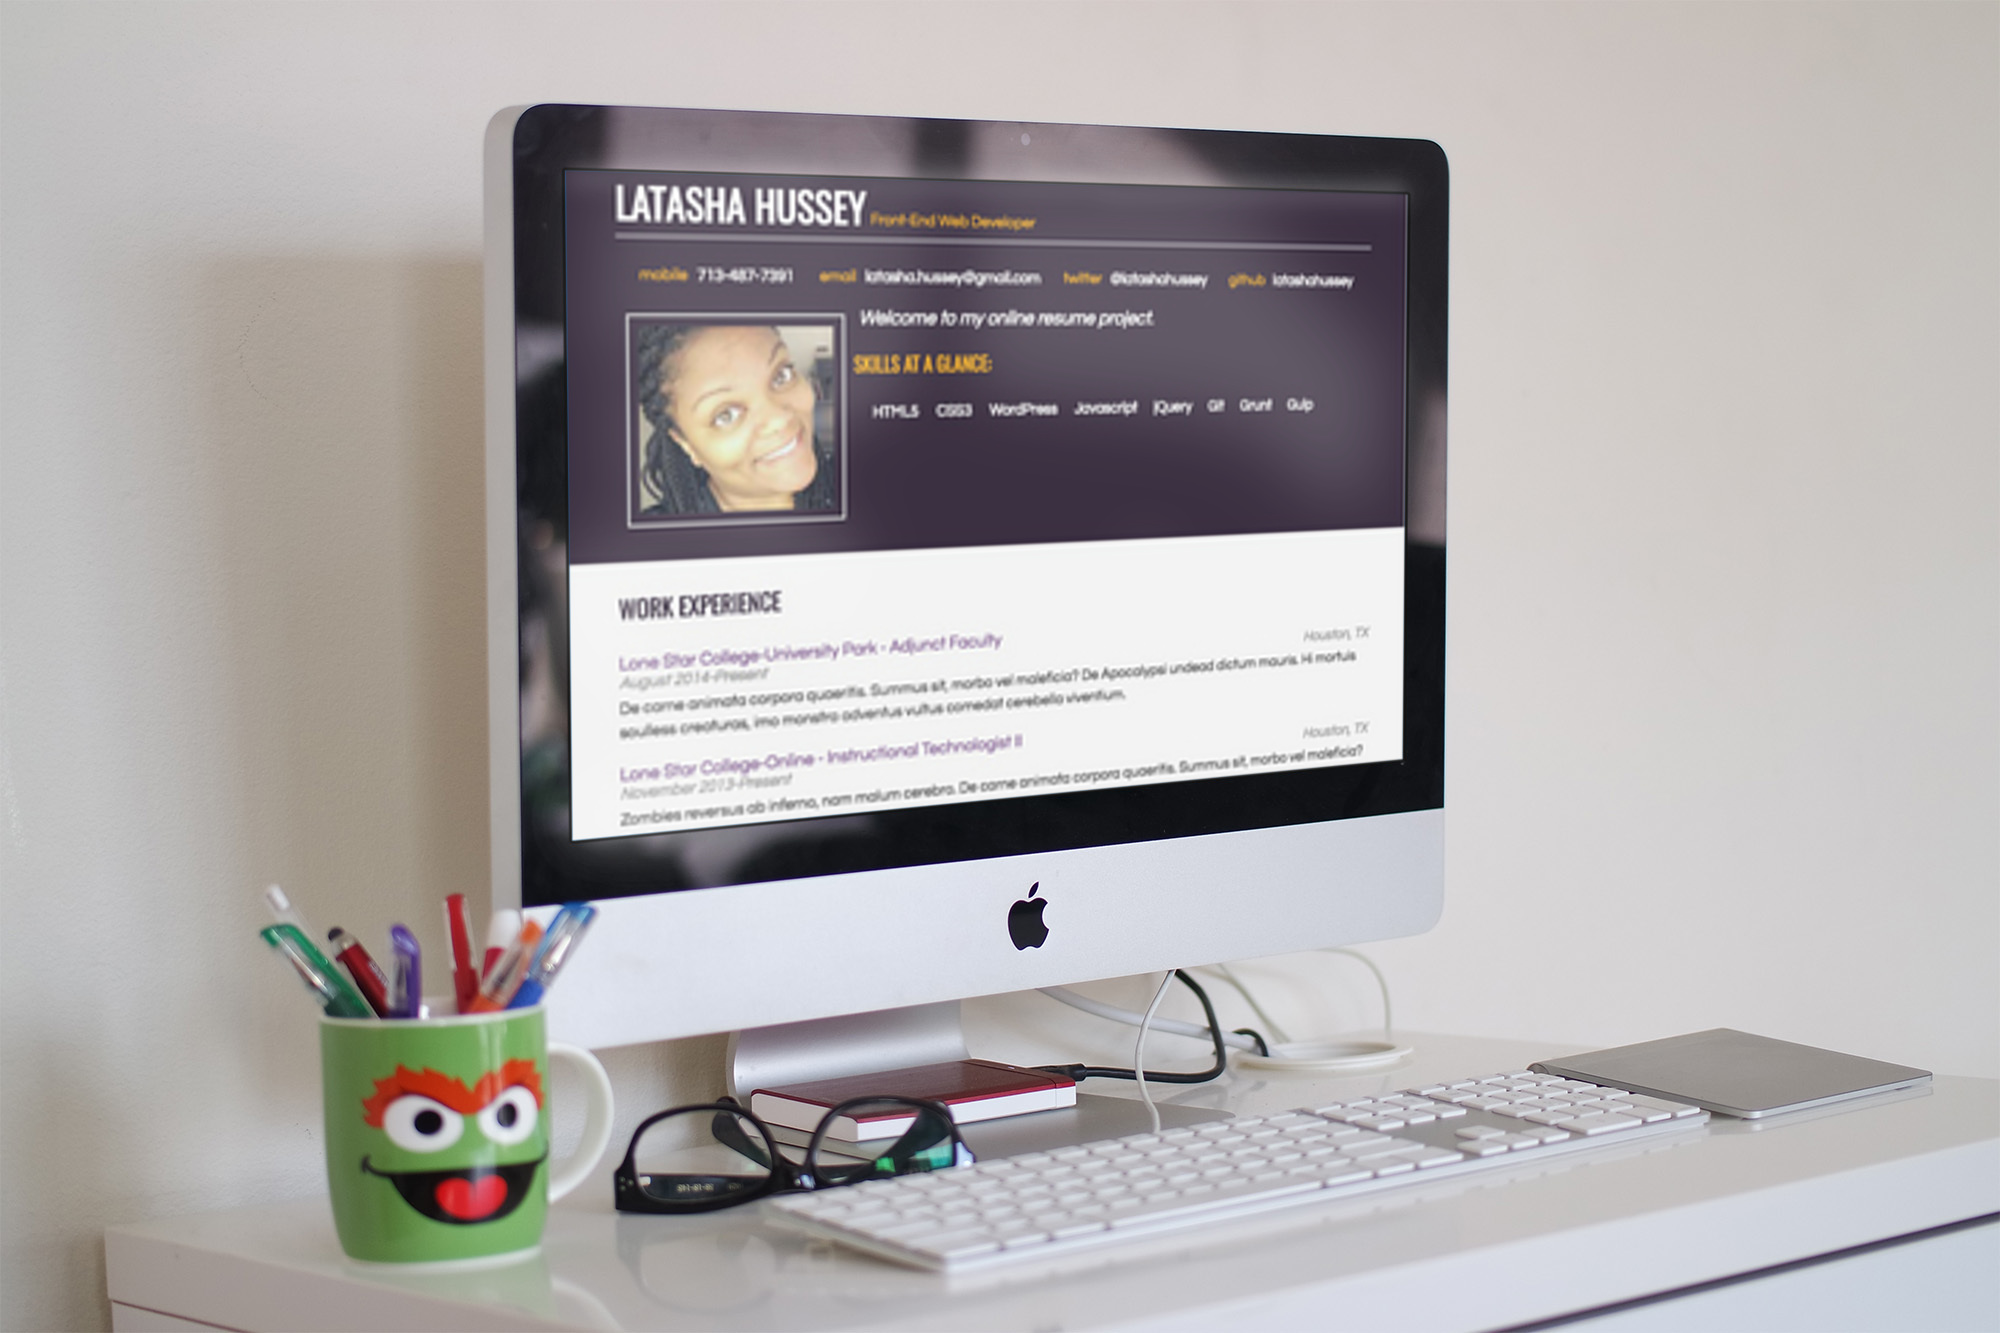 LATASHA HUSSEY Front-End Web Developer
mobile 713-487-7391 email latasha.hussey@gmail.com twitter @latashahussey github latashahussey
Welcome to my online resume project.
SKILLS AT A GLANCE:
HTML5 CSS3 WordPress Javascript jQuery Git Grunt Gulp
WORK EXPERIENCE
Lone Star College-University Park - Adjunct Faculty Houston, TX
August 2014-Present
De carne animata corpora quaeritis. Summus sit, morbo vel maleficia? De Apocalypsi undead dictum mauris. Hi mortuis
soulless creaturas, imo monstra adventus vultus comedat cerebella viventium.
Lone Star College-Online - Instructional Technologist II Houston, TX
November 2013-Present
Zombies reversus ab inferno, nam malum cerebro. De carne animata corpora quaeritis. Summus sit, morbo vel maleficia?